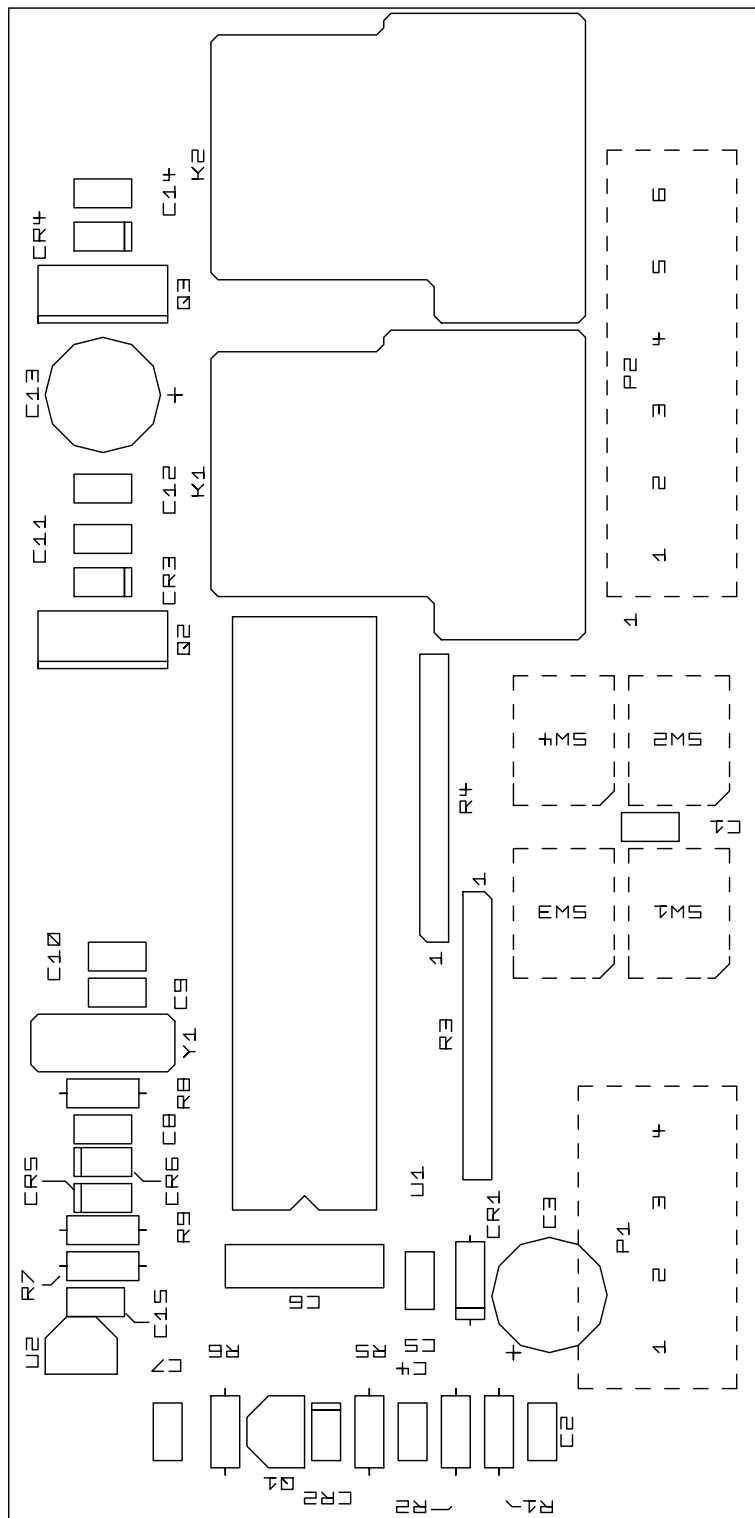 K2
C14
CR4
Q3
C13
+
K1
C12
C11
CR3
Q2
6
5
4
3
2
1
P2
1
SW4
SW2
R4
C1
1
1
SW3
SW1
C10
C9
Y1
R3
R8
C8
CR5
CR6
R9
R7
C15
U2
U1
CR1
C3
4
3
2
1
P1
+
C6
C7
R6
R5
C5
C4
Q1
CR2
R2
R1
C2